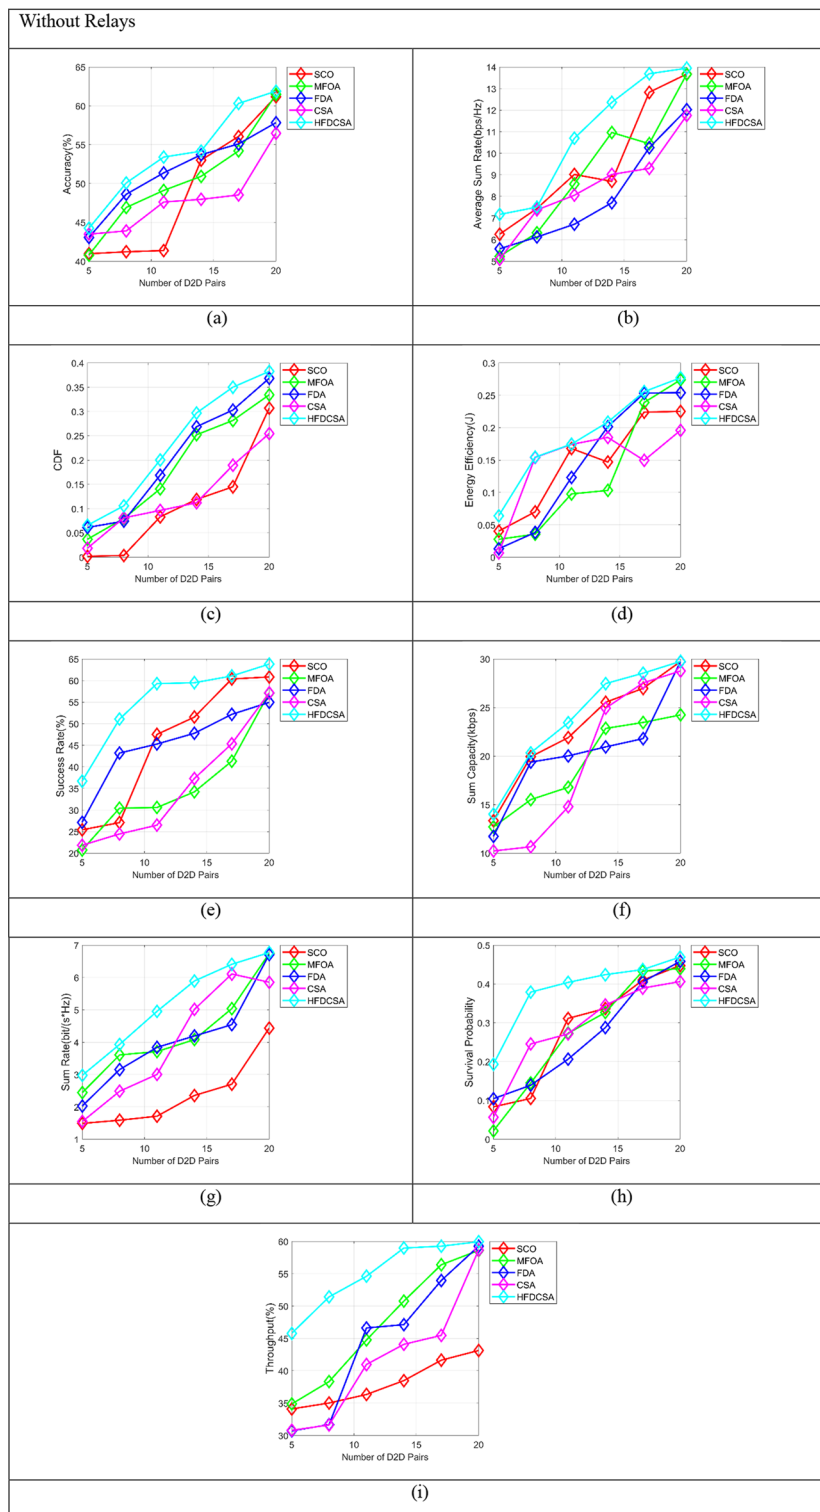 Without Relays
65
60
55
50
45
40
5
10
15
20
Accuracy(%)
Number of D2D Pairs
SCO
MFOA
FDA
CSA
HFDCSA
14
13
12
11
10
9
8
7
6
5
5
10
15
20
Average Sum Rate(bps/Hz)
Number of D2D Pairs
SCO
MFOA
FDA
CSA
HFDCSA
(a)
(b)
0.4
0.35
0.3
0.25
0.2
0.15
0.1
0.05
0
5
10
15
20
CDF
Number of D2D Pairs
SCO
MFOA
FDA
CSA
HFDCSA
0.3
0.25
0.2
0.15
0.1
0.05
0
5
10
15
20
Energy Efficiency(J)
Number of D2D Pairs
SCO
MFOA
FDA
CSA
HFDCSA
(c)
(d)
65
60
55
50
45
40
35
30
25
20
5
10
15
20
Success Rate(%)
Number of D2D Pairs
SCO
MFOA
FDA
CSA
HFDCSA
30
25
20
15
10
5
10
15
20
Sum Capacity(kbps)
Number of D2D Pairs
SCO
MFOA
FDA
CSA
HFDCSA
(e)
(f)
7
6
5
4
3
2
1
5
10
15
20
Sum Rate(bit/(s*Hz))
Number of D2D Pairs
SCO
MFOA
FDA
CSA
HFDCSA
0.5
0.4
0.3
0.2
0.1
0
5
10
15
20
Survival Probability
Number of D2D Pairs
SCO
MFOA
FDA
CSA
HFDCSA
(g)
(h)
60
55
50
45
40
35
30
5
10
15
20
Throughput(%)
Number of D2D Pairs
SCO
MFOA
FDA
CSA
HFDCSA
(i)